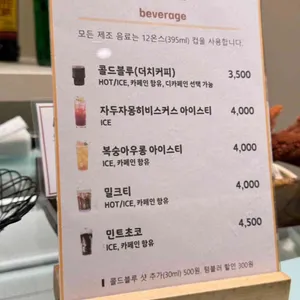 beverage
모든 제조 음료는 12온스(395ml) 컵을 사용합니다.
콜드블루(더치커피) 3,500
HOT/ICE, 카페인 함유, 디카페인 선택 가능
자두자몽히비스커스 아이스티 4,000
ICE
복숭아우롱 아이스티 4,000
ICE, 카페인 함유
밀크티 4,000
HOT/ICE, 카페인 함유
민트초코 4,500
ICE, 카페인 함유
콜드블루 샷 추가(30ml) 500원, 텀블러 할인 300원